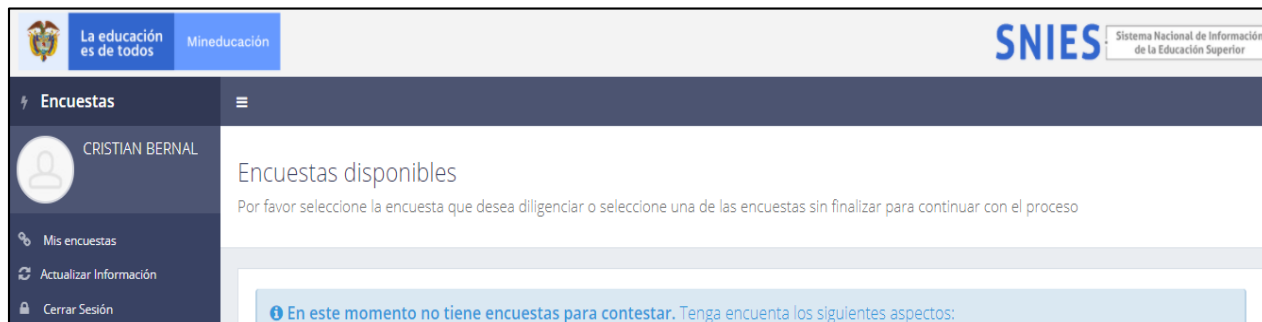 La educación
es de todos
Mineducación
SNIES
Sistema Nacional de Información
de la Educación Superior
Encuestas
CRISTIAN BERNAL
Encuestas disponibles
Por favor seleccione la encuesta que desea diligenciar o seleccione una de las encuestas sin finalizar para continuar con el proceso
Mis encuestas
Actualizar Información
Cerrar Sesión
En este momento no tiene encuestas para contestar. Tenga encuenta los siguientes aspectos: